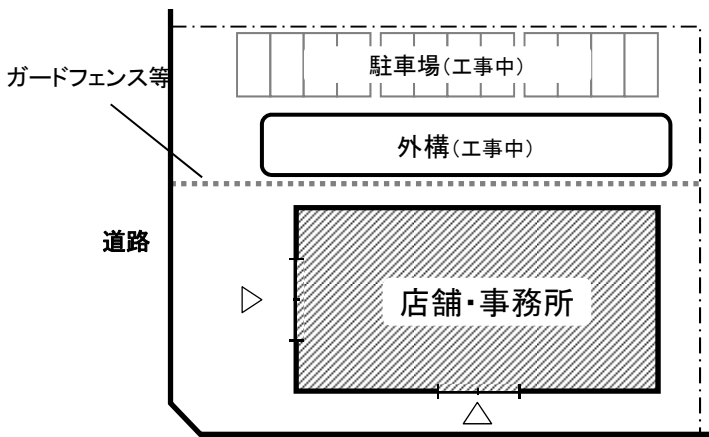 駐車場(工事中)
ガードフェンス等
外構(工事中)
道路
店舗・事務所